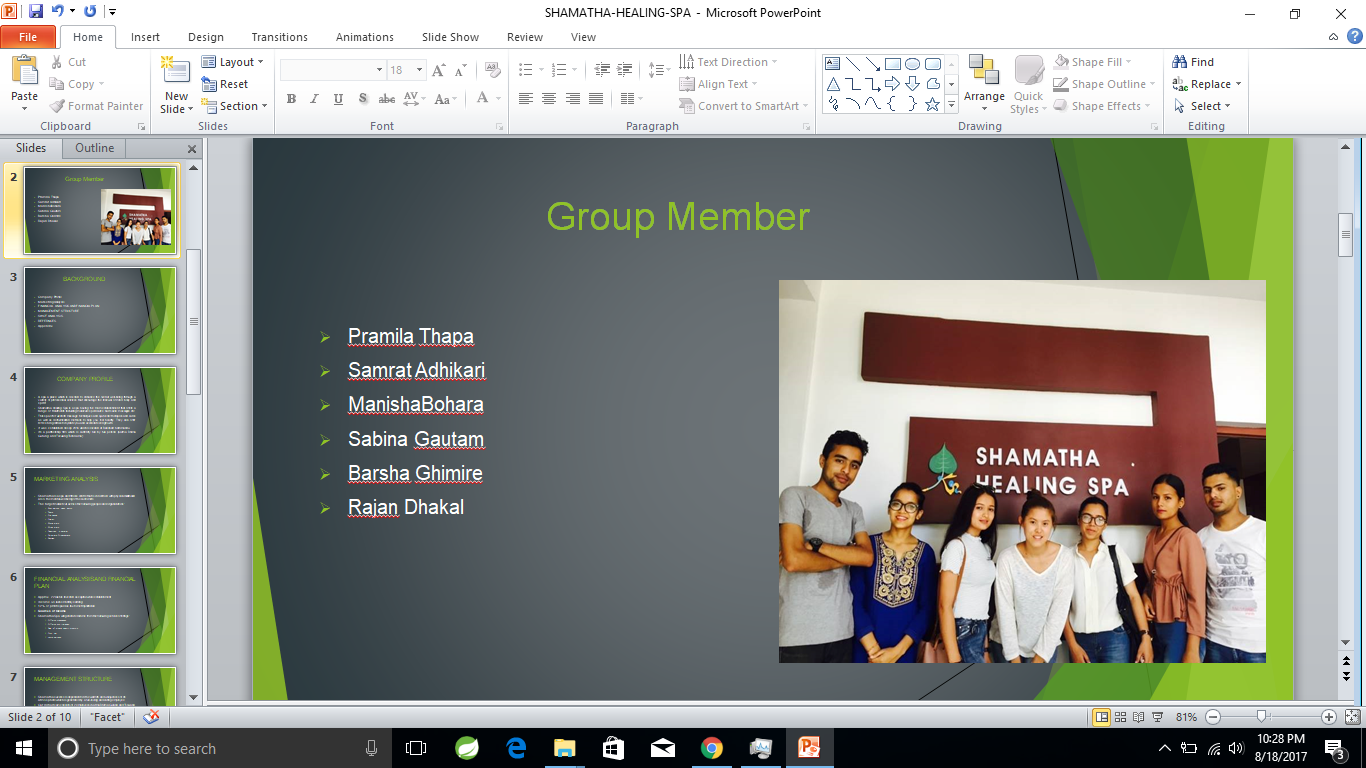 SHAMATHA-HEALING-SPA - Microsoft PowerPoint
File Home Insert Design Transitions Animations Slide Show Review View
Paste
Cut
Copy
Format Painter
Clipboard
New Slide
Layout
Reset
Section
Slides
18
B I U S abc AV Aa A
Font
Text Direction
Align Text
Convert to SmartArt
Paragraph
Arrange
Quick Styles
Shape Fill
Shape Outline
Shape Effects
Drawing
Find
Replace
Select
Editing
Slides Outline
2
Group Member
3
BACKGROUND
4
COMPANY PROFILE
5
MARKETING ANALYSIS
6
FINANCIAL ANALYSIS AND FINANCIAL PLAN
7
MANAGEMENT STRUCTURE
Group Member
Pramila Thapa
Samrat Adhikari
ManishaBohara
Sabina Gautam
Barsha Ghimire
Rajan Dhakal
SHAMATHA
HEALING SPA
Slide 2 of 10 "Facet" 81%
Type here to search
10:28 PM
8/18/2017
3